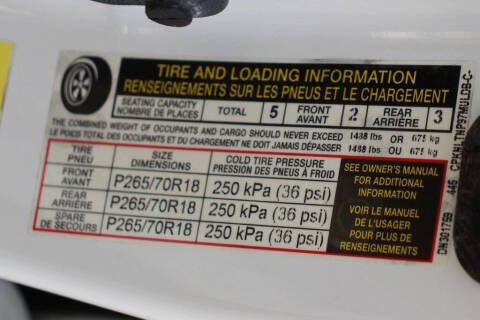 TIRE AND LOADING INFORMATION
RENSEIGNEMENTS SUR LES PNEUS ET LE CHARGEMENT
SEATING CAPACITY
NOMBRE DE PLACES
TOTAL 5 FRONT AVANT 2 REAR ARRIÈRE 3
THE COMBINED WEIGHT OF OCCUPANTS AND CARGO SHOULD NEVER EXCEED 1488 lbs OR 675 kg
LE POIDS TOTAL DES OCCUPANTS ET DU CHARGEMENT NE DOIT JAMAIS DÉPASSER 1488 lbs OU 675 kg
TIRE PNEU SIZE DIMENSIONS COLD TIRE PRESSURE PRESSION DES PNEUS À FROID
FRONT AVANT P265/70R18 250 kPa (36 psi)
REAR ARRIÈRE P265/70R18 250 kPa (36 psi)
SPARE DE SECOURS P265/70R18 250 kPa (36 psi)
SEE OWNER'S MANUAL
FOR ADDITIONAL
INFORMATION
VOIR LE MANUEL
DE L'USAGER
POUR PLUS DE
RENSEIGNEMENTS